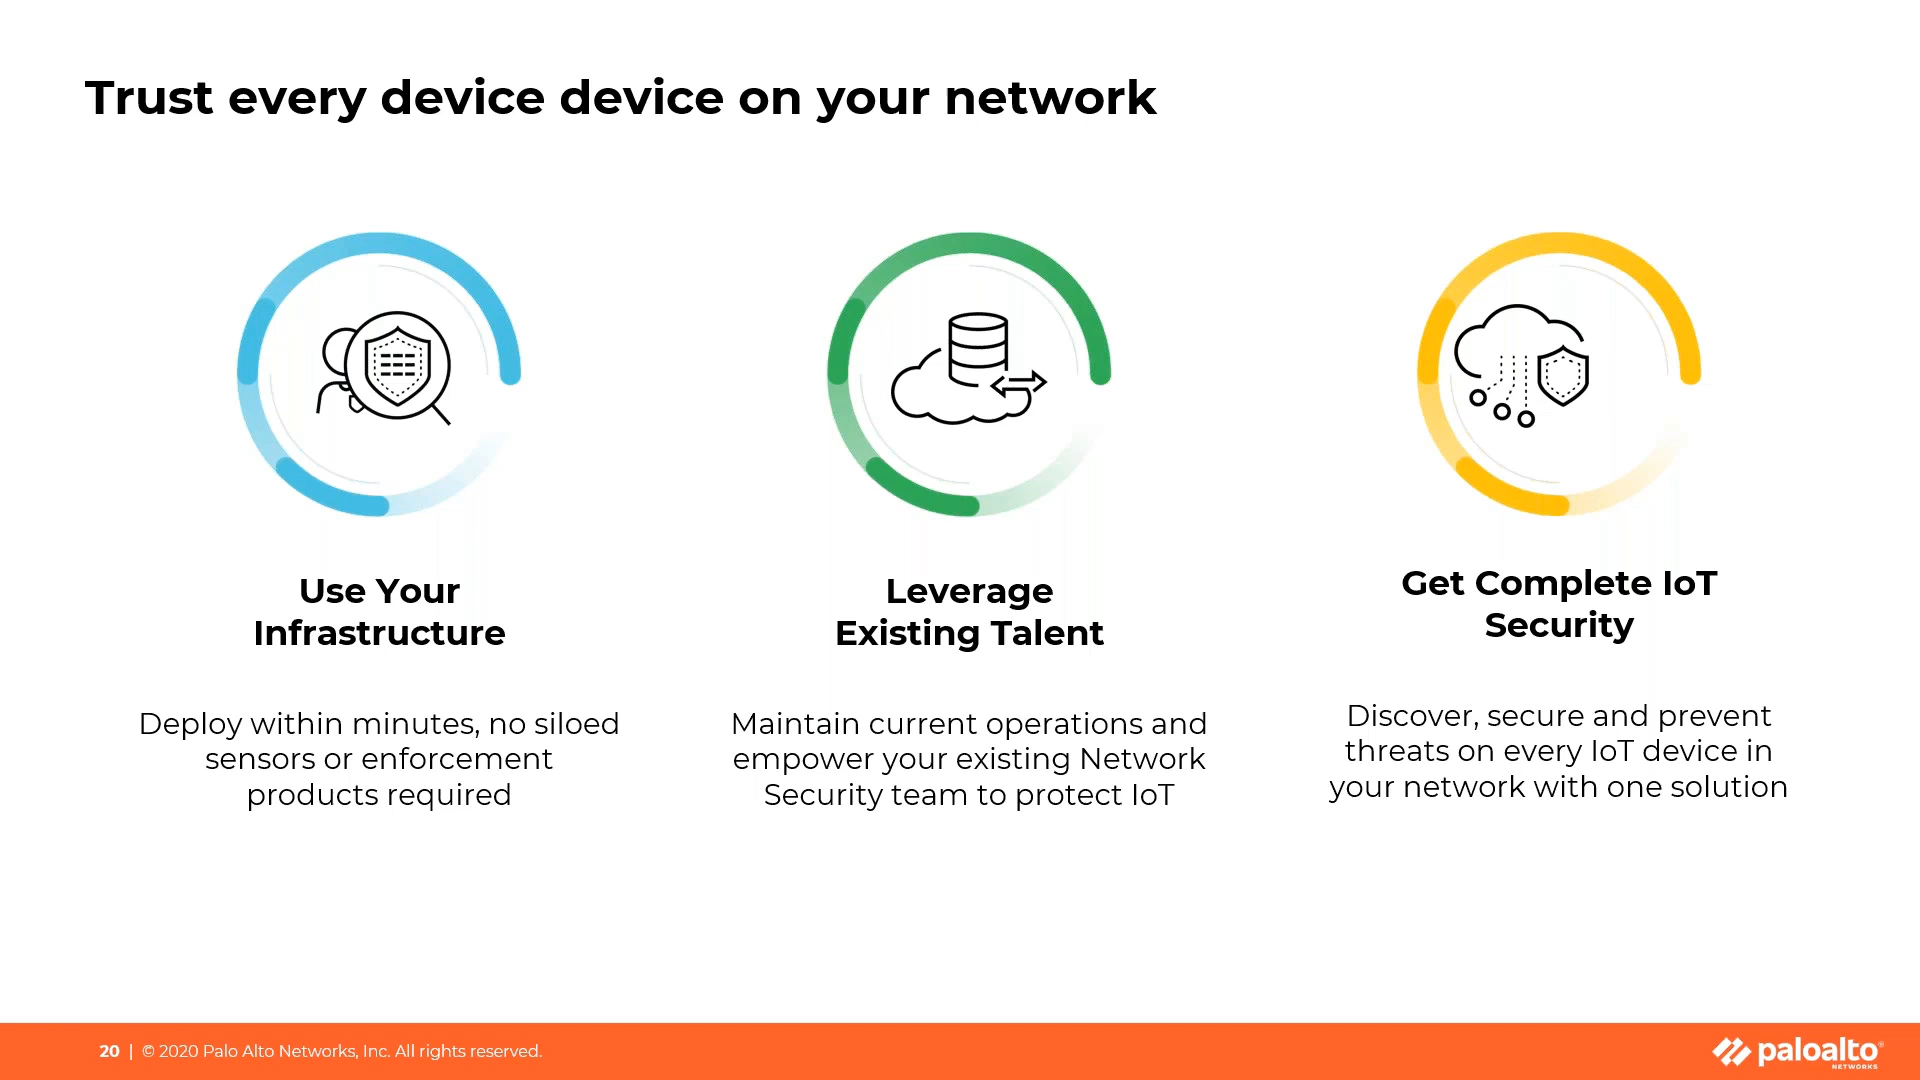 Trust every device device on your network
Use Your
Infrastructure
Deploy within minutes, no siloed
sensors or enforcement
products required
Leverage
Existing Talent
Maintain current operations and
empower your existing Network
Security team to protect IoT
Get Complete IoT
Security
Discover, secure and prevent
threats on every IoT device in
your network with one solution
20 | © 2020 Palo Alto Networks, Inc. All rights reserved.
paloalto®
NETWORKS